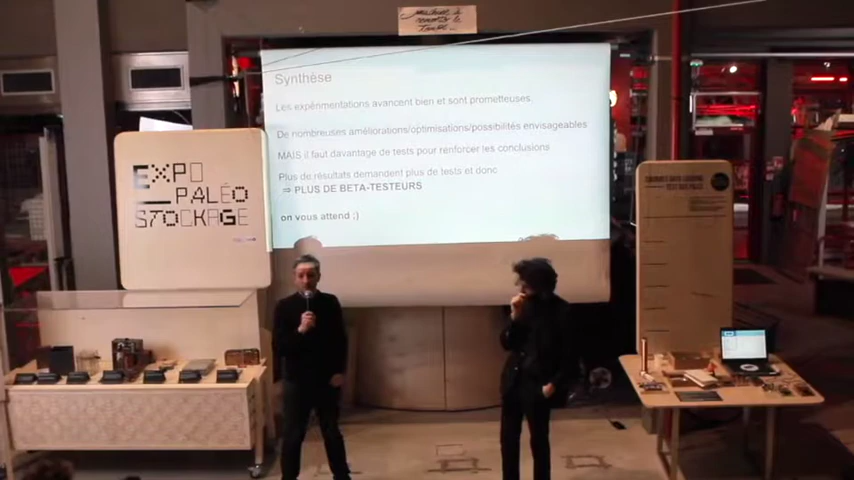 Synthèse
Les expérimentations avancent bien et sont prometteuses.
De nombreuses améliorations/optimisations/possibilités envisageables
MAIS il faut davantage de tests pour renforcer les conclusions
Plus de résultats demandent plus de tests et donc
⇒ PLUS DE BETA-TESTEURS
on vous attend ;)
EXPO
PALÉO
STOCKAGE